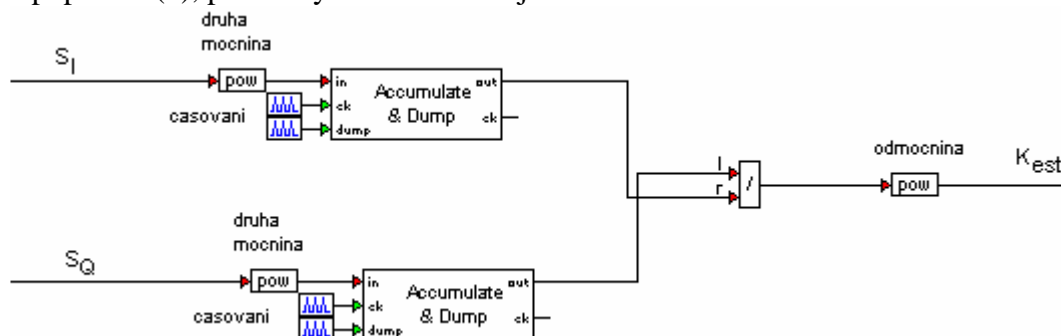 druha
mocnina
S_I
pow
casovani
in
ck
dump
Accumulate
& Dump
out
ck
l
r
/
odmocnina
pow
K_est
druha
mocnina
S_Q
pow
casovani
in
ck
dump
Accumulate
& Dump
out
ck